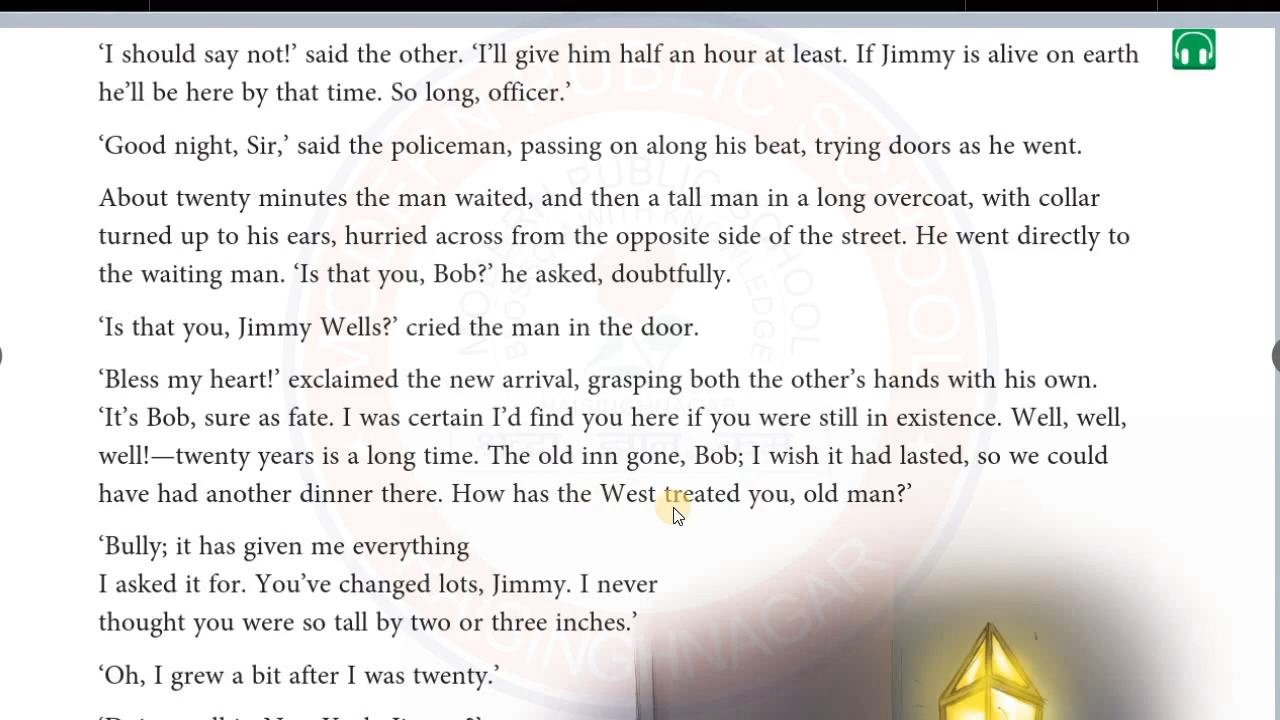 ‘I should say not!’ said the other. ‘I’ll give him half an hour at least. If Jimmy is alive on earth
he’ll be here by that time. So long, officer.’
‘Good night, Sir,’ said the policeman, passing on along his beat, trying doors as he went.
About twenty minutes the man waited, and then a tall man in a long overcoat, with collar
turned up to his ears, hurried across from the opposite side of the street. He went directly to
the waiting man. ‘Is that you, Bob?’ he asked, doubtfully.
‘Is that you, Jimmy Wells?’ cried the man in the door.
‘Bless my heart!’ exclaimed the new arrival, grasping both the other’s hands with his own.
‘It’s Bob, sure as fate. I was certain I’d find you here if you were still in existence. Well, well,
well!—twenty years is a long time. The old inn gone, Bob; I wish it had lasted, so we could
have had another dinner there. How has the West treated you, old man?’
‘Bully; it has given me everything
I asked it for. You’ve changed lots, Jimmy. I never
thought you were so tall by two or three inches.’
‘Oh, I grew a bit after I was twenty.’
MODERN PUBLIC SCHOOL